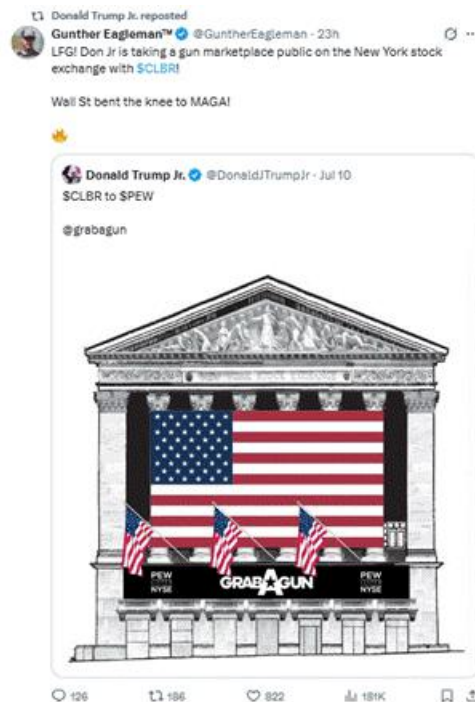 Donald Trump Jr. reposted
Gunther Eagleman™ @GuntherEagleman · 23h
LFG! Don Jr is taking a gun marketplace public on the New York stock
exchange with $CLBR!
Wall St bent the knee to MAGA!
🔥
Donald Trump Jr. @DonaldJTrumpJr · Jul 10
$CLBR to $PEW
@grabagun
PEW
NYSE
GRABAGUN
PEW
NYSE
126 186 822 181K